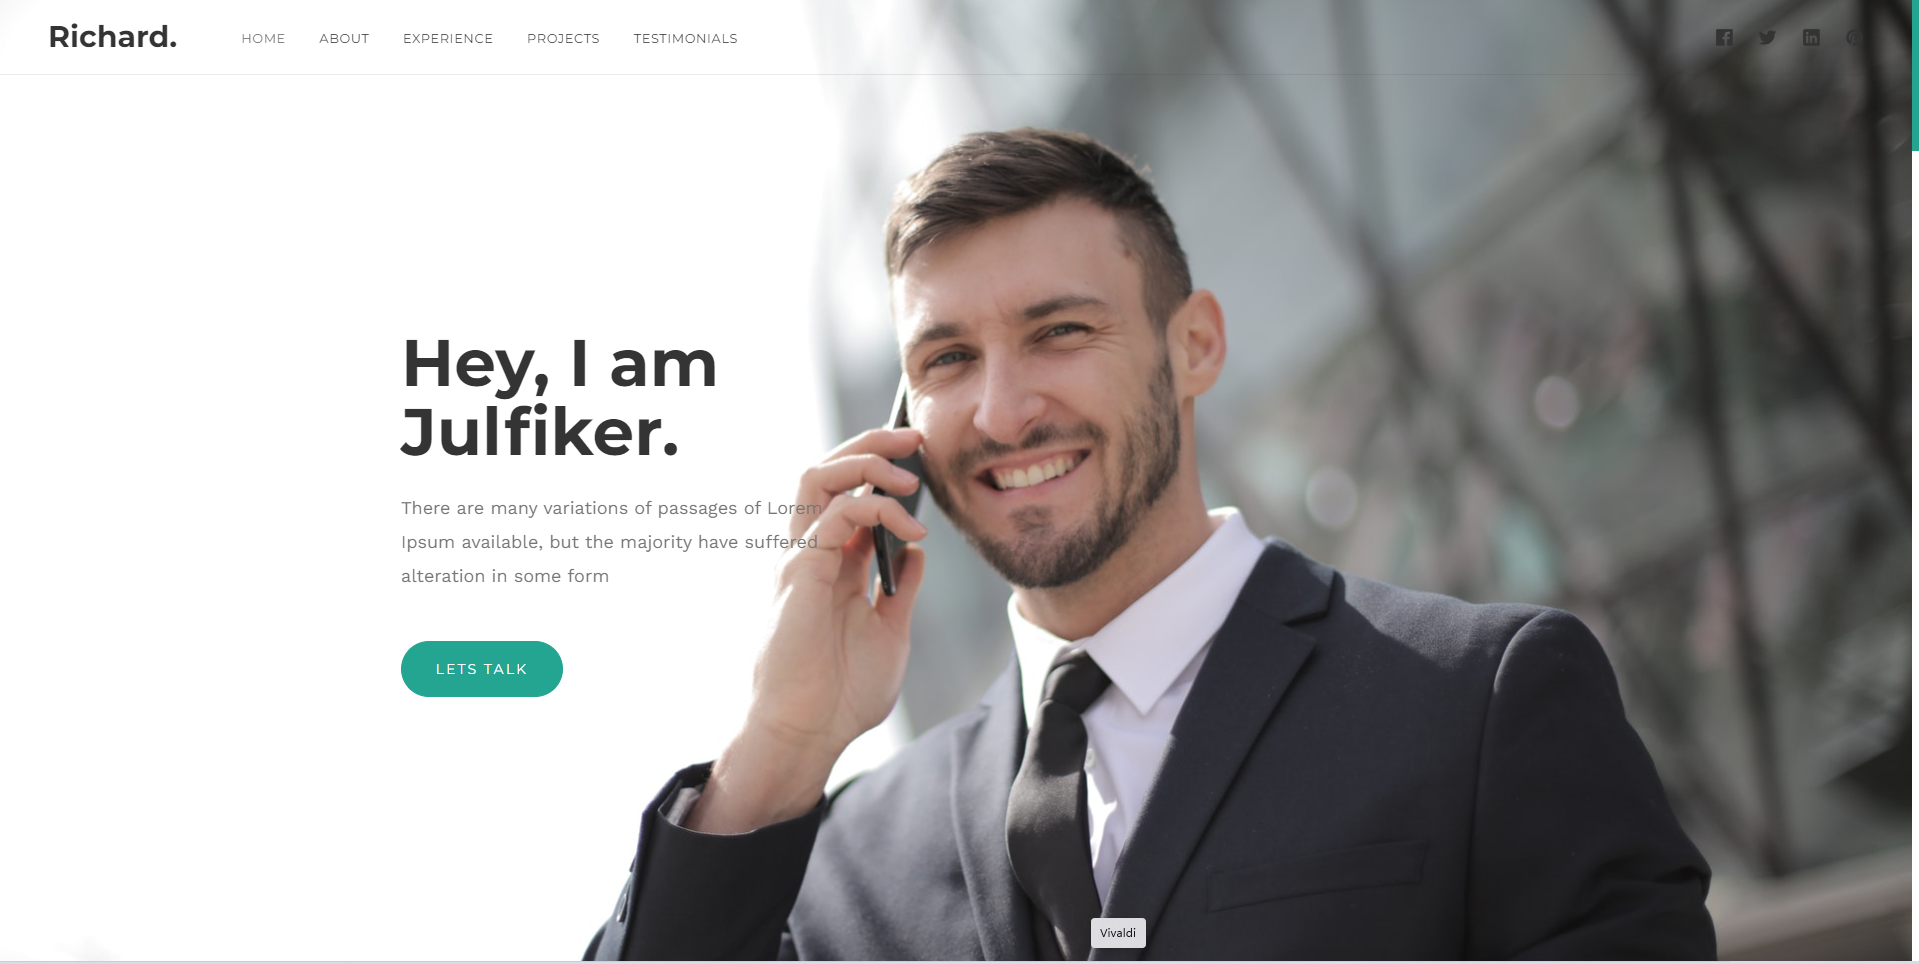 Richard.
HOME ABOUT EXPERIENCE PROJECTS TESTIMONIALS
Hey, I am
Julfiker.
There are many variations of passages of Lorem
Ipsum available, but the majority have suffered
alteration in some form
LETS TALK
Vivaldi